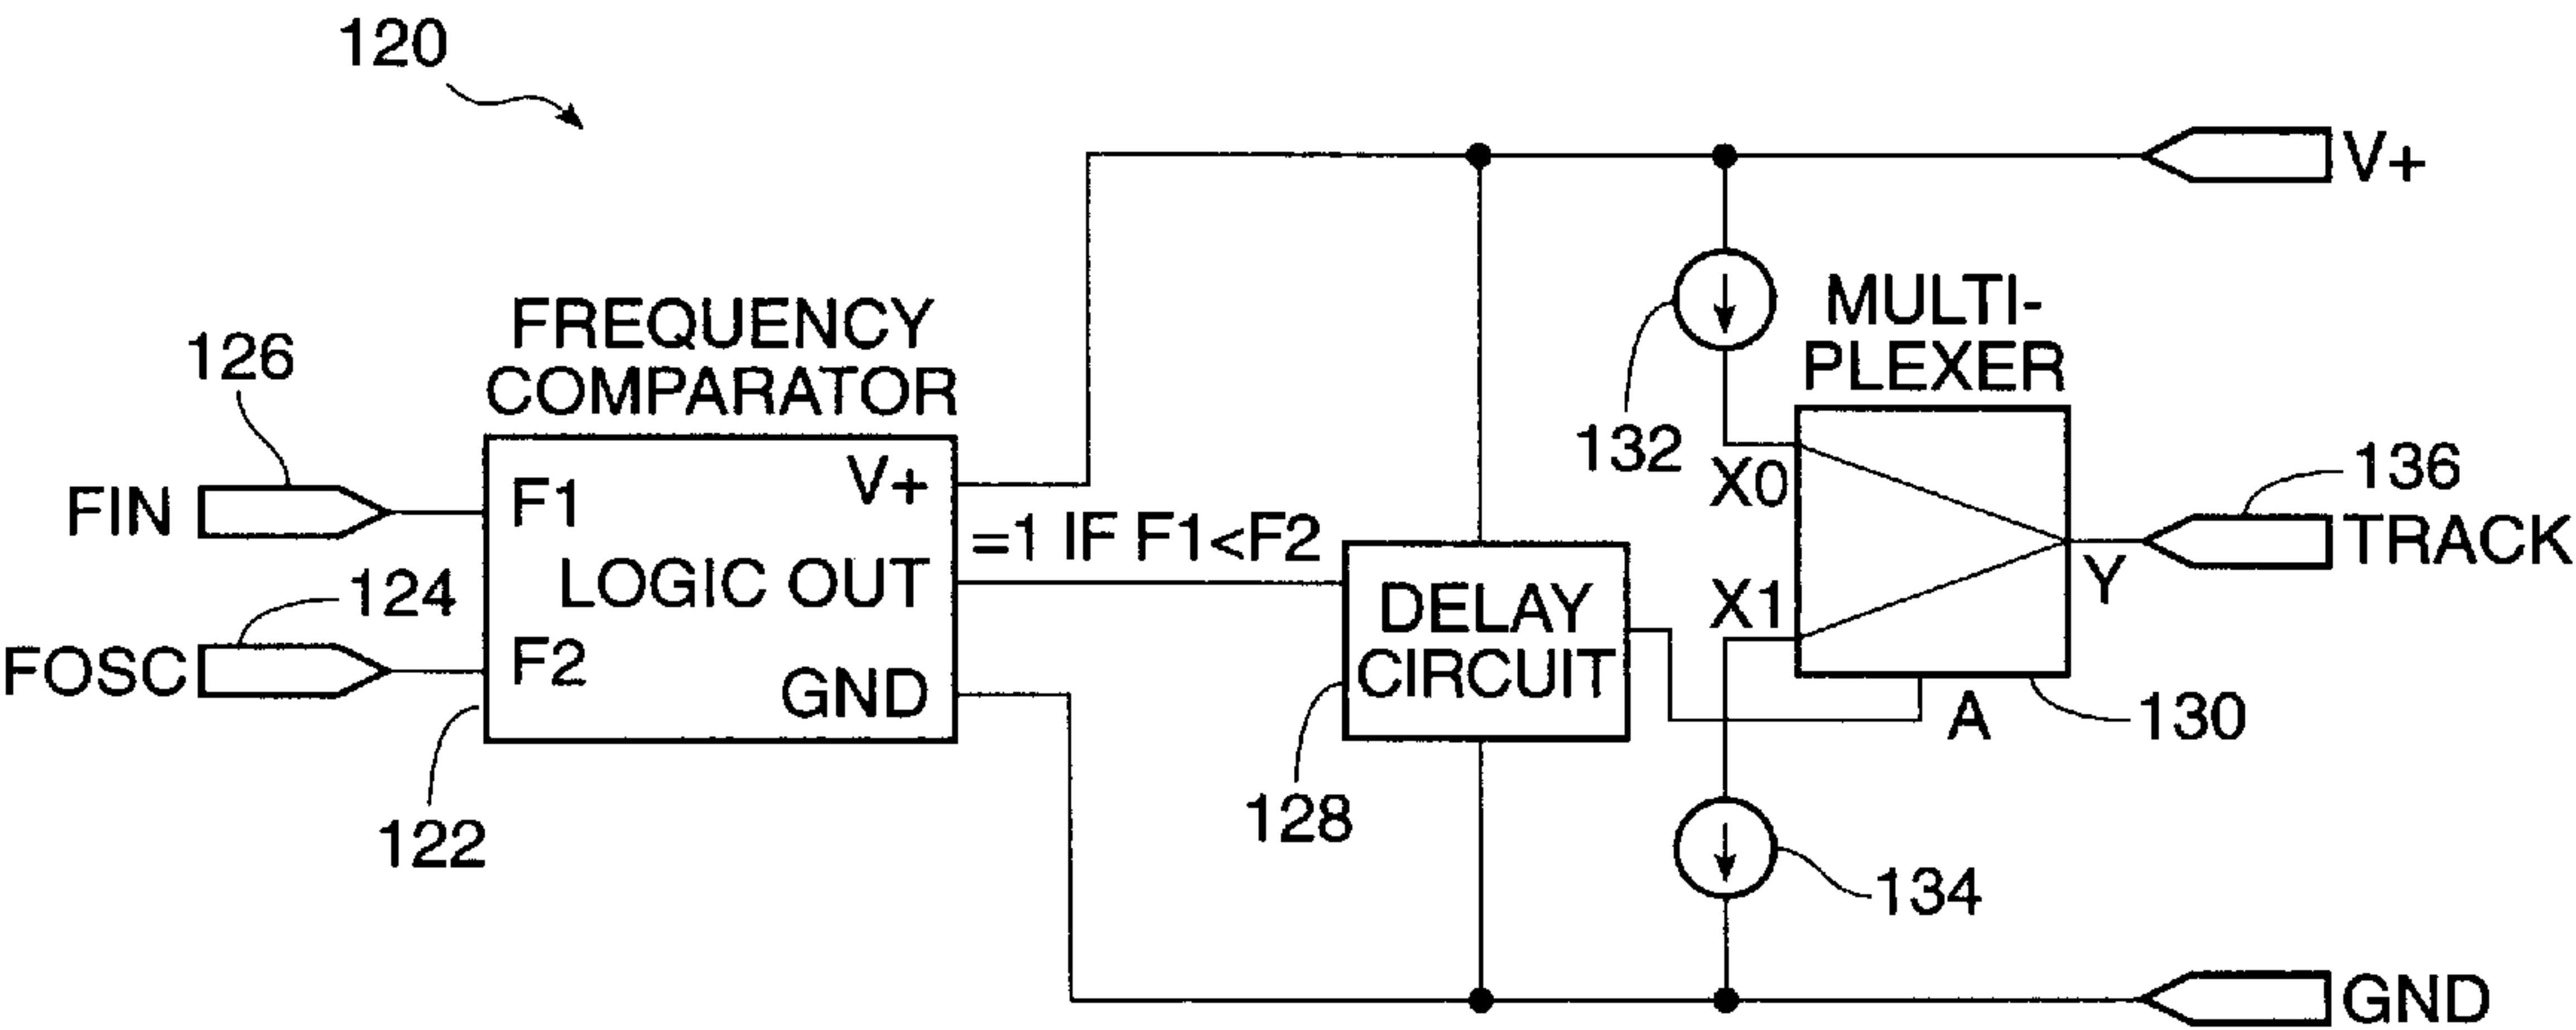 120
V+
FREQUENCY
COMPARATOR
MULTI-
PLEXER
126
132
FIN
F1
V+
X0
136
TRACK
=1 IF F1<F2
LOGIC OUT
124
DELAY
CIRCUIT
X1
Y
FOSC
F2
GND
A
130
122
128
134
GND